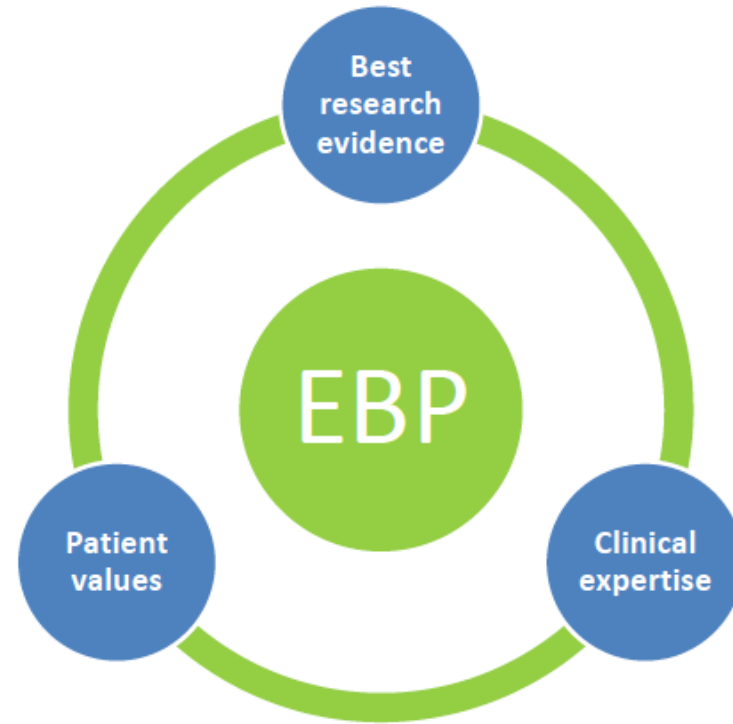 Best
research
evidence
EBP
Patient
values
Clinical
expertise